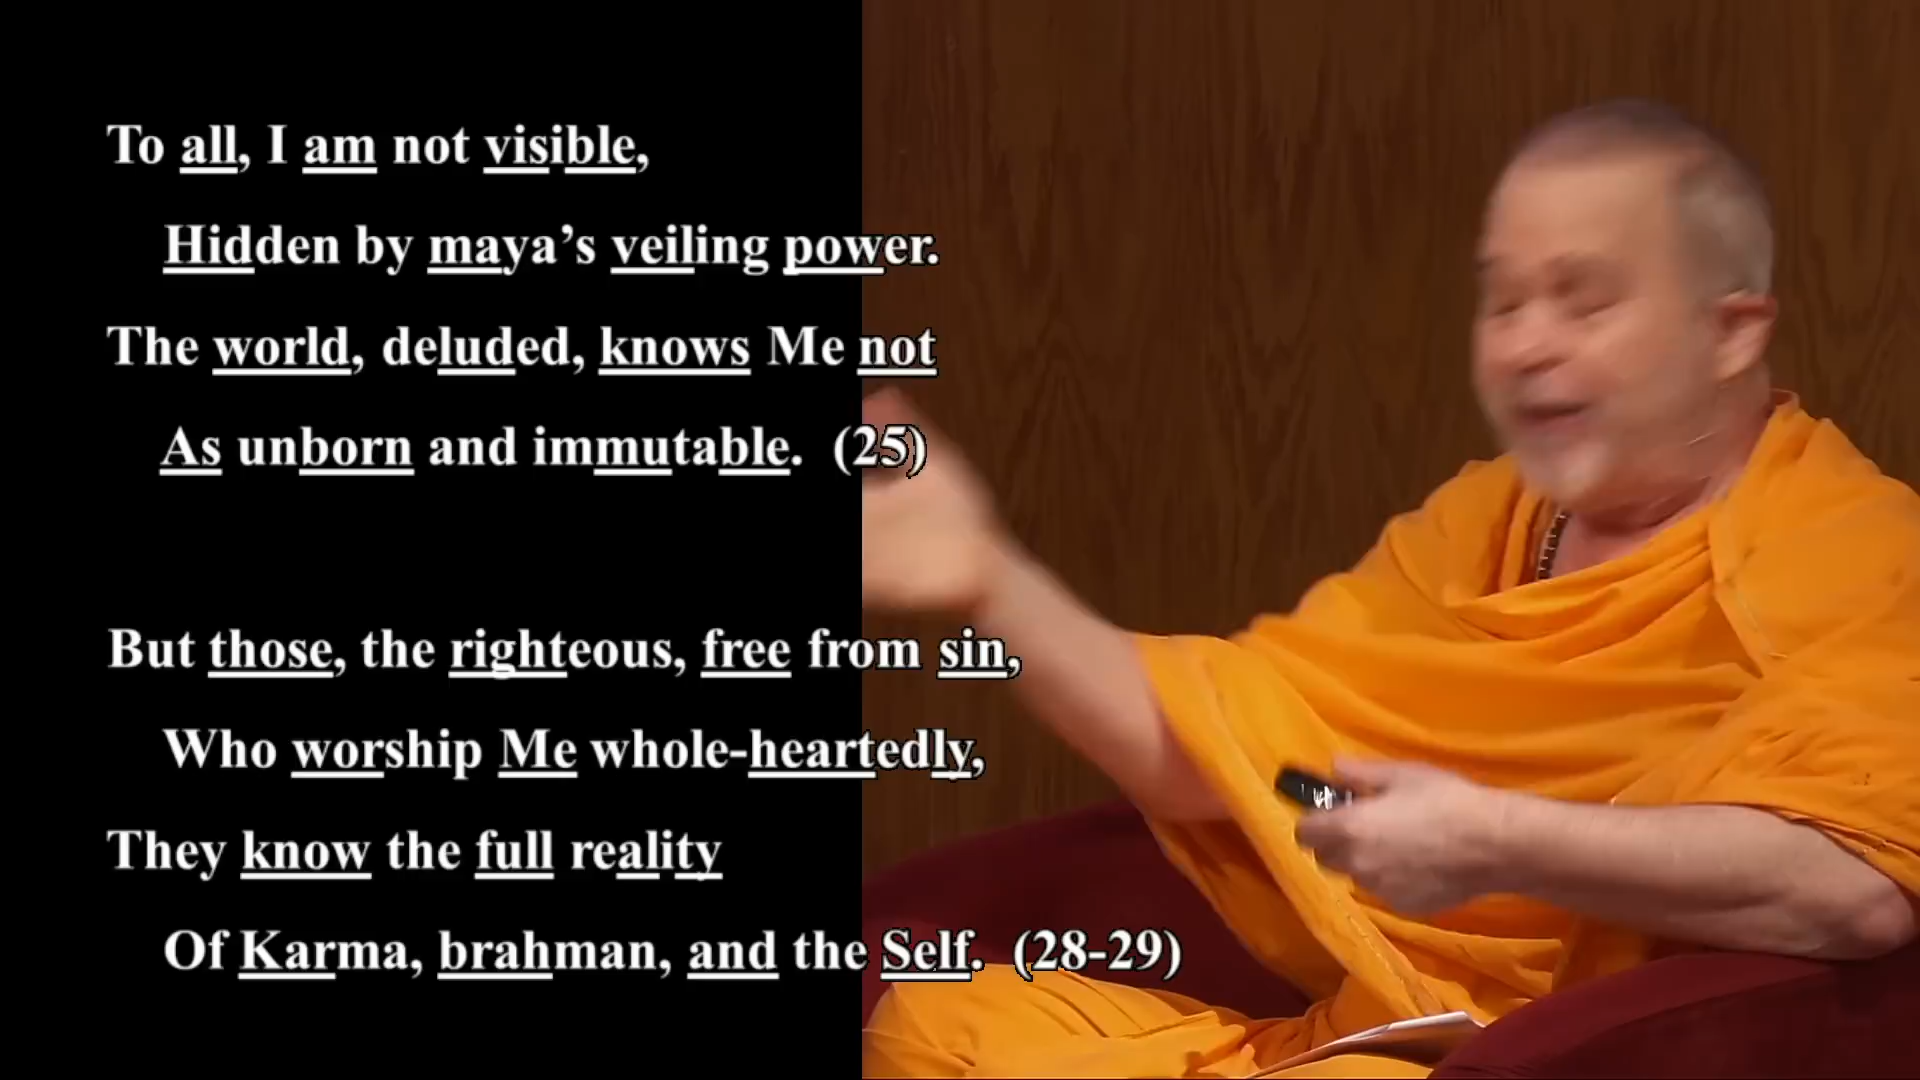 To all, I am not visible,
Hidden by maya’s veiling power.
The world, deluded, knows Me not
As unborn and immutable. (25)
But those, the righteous, free from sin,
Who worship Me whole-heartedly,
They know the full reality
Of Karma, brahman, and the Self. (28-29)